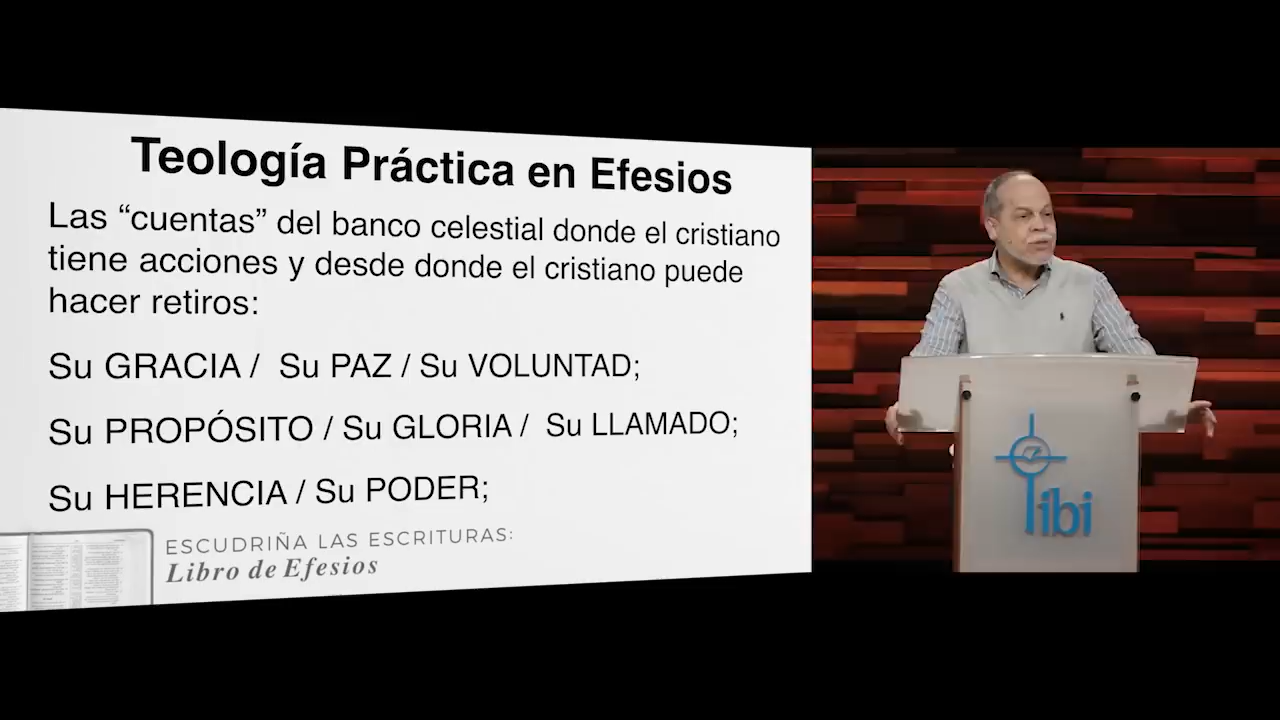 Teología Práctica en Efesios
Las “cuentas” del banco celestial donde el cristiano
tiene acciones y desde donde el cristiano puede
hacer retiros:
Su GRACIA / Su PAZ / Su VOLUNTAD;
Su PROPÓSITO / Su GLORIA / Su LLAMADO;
Su HERENCIA / Su PODER;
ESCUDRIÑA LAS ESCRITURAS:
Libro de Efesios
ibi